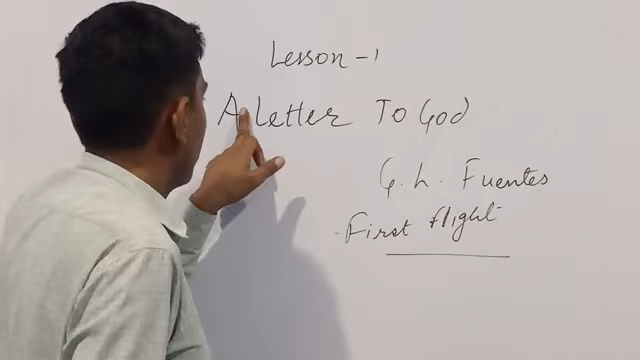 Lesson - 1
A Letter To God
G. L. Fuentes
- First flight